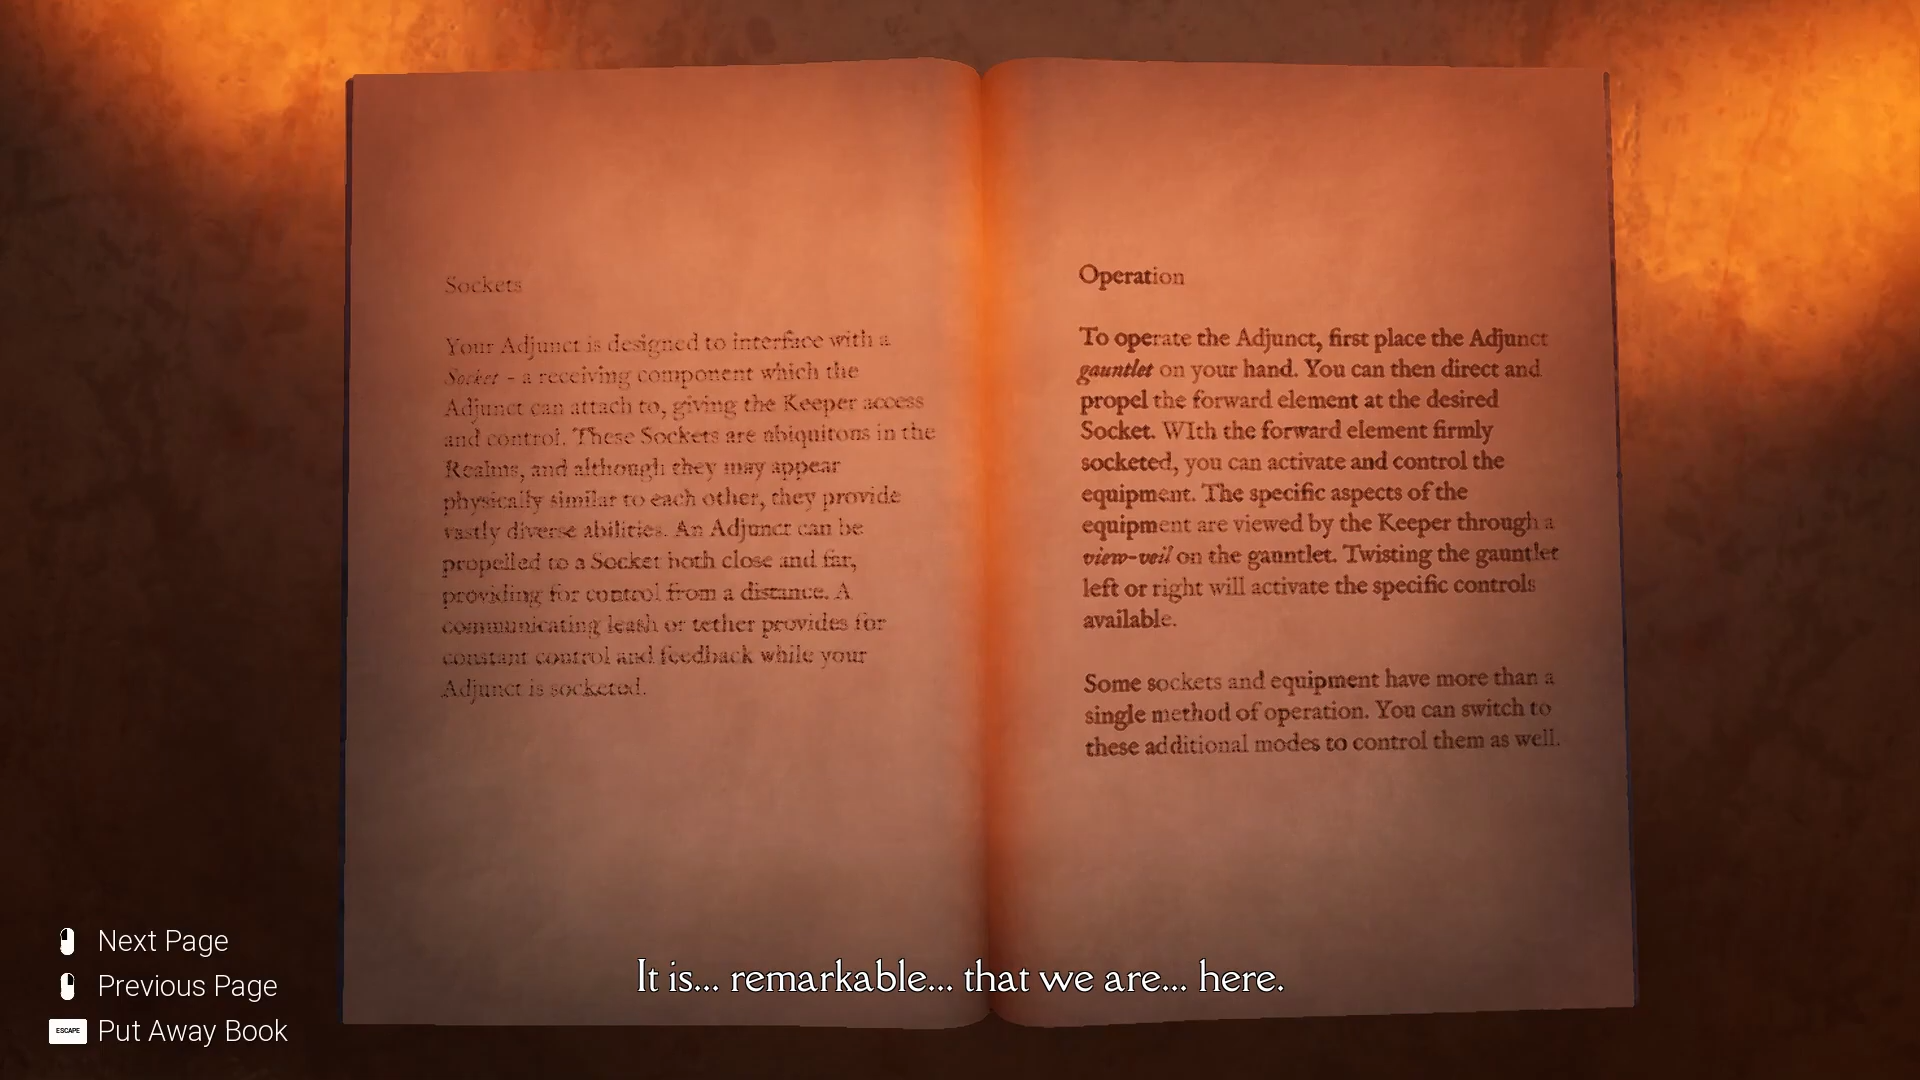 Sockets
Your Adjunct is designed to interface with a
Socket - a receiving component which the
Adjunct can attach to, giving the Keeper access
and control. These Sockets are ubiquitous in the
Realms, and although they may appear
physically similar to each other, they provide
vastly diverse abilities. An Adjunct can be
propelled to a Socket both close and far,
providing for control from a distance. A
communicating leash or tether provides for
constant control and feedback while your
Adjunct is socketed.
Operation
To operate the Adjunct, first place the Adjunct
gauntlet on your hand. You can then direct and
propel the forward element at the desired
Socket. WIth the forward element firmly
socketed, you can activate and control the
equipment. The specific aspects of the
equipment are viewed by the Keeper through a
view-veil on the gauntlet. Twisting the gauntlet
left or right will activate the specific controls
available.
Some sockets and equipment have more than a
single method of operation. You can switch to
these additional modes to control them as well.
Next Page
Previous Page
ESCAPE Put Away Book
It is... remarkable... that we are... here.